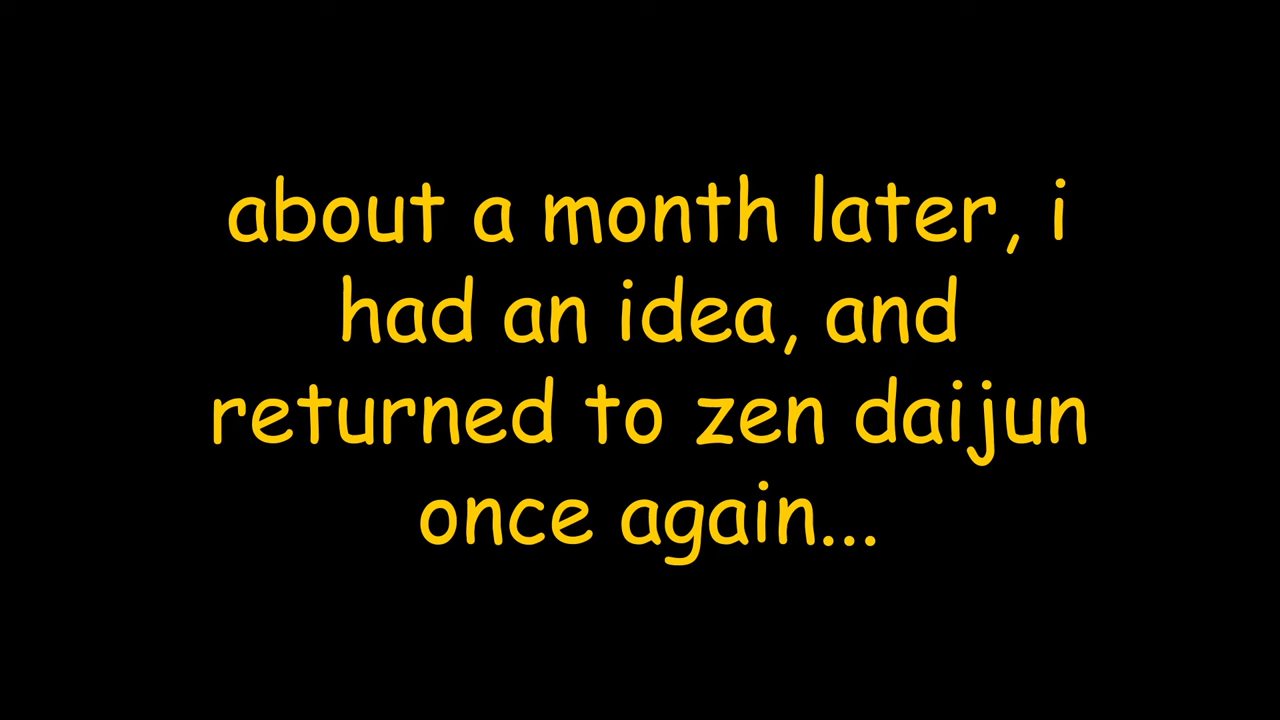 about a month later, i
had an idea, and
returned to zen daijun
once again...